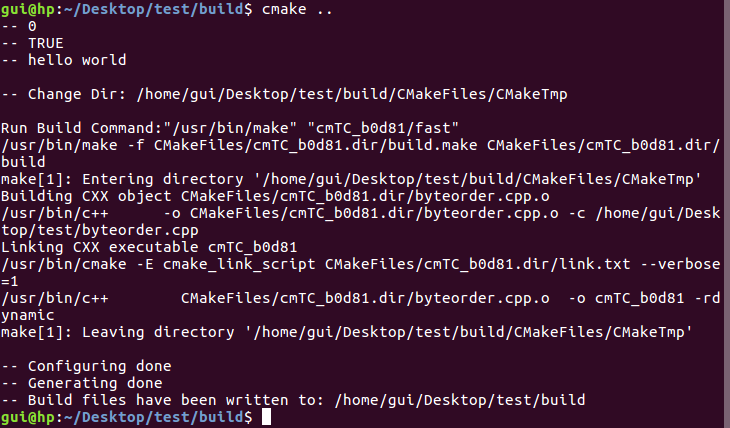 gui@hp:~/Desktop/test/build$ cmake ..
-- 0
-- TRUE
-- hello world
-- Change Dir: /home/gui/Desktop/test/build/CMakeFiles/CMakeTmp
Run Build Command:"/usr/bin/make" "cmTC_b0d81/fast"
/usr/bin/make -f CMakeFiles/cmTC_b0d81.dir/build.make CMakeFiles/cmTC_b0d81.dir/
build
make[1]: Entering directory '/home/gui/Desktop/test/build/CMakeFiles/CMakeTmp'
Building CXX object CMakeFiles/cmTC_b0d81.dir/byteorder.cpp.o
/usr/bin/c++      -o CMakeFiles/cmTC_b0d81.dir/byteorder.cpp.o -c /home/gui/Desk
top/test/byteorder.cpp
Linking CXX executable cmTC_b0d81
/usr/bin/cmake -E cmake_link_script CMakeFiles/cmTC_b0d81.dir/link.txt --verbose
=1
/usr/bin/c++        CMakeFiles/cmTC_b0d81.dir/byteorder.cpp.o  -o cmTC_b0d81 -rd
ynamic
make[1]: Leaving directory '/home/gui/Desktop/test/build/CMakeFiles/CMakeTmp'
-- Configuring done
-- Generating done
-- Build files have been written to: /home/gui/Desktop/test/build
gui@hp:~/Desktop/test/build$